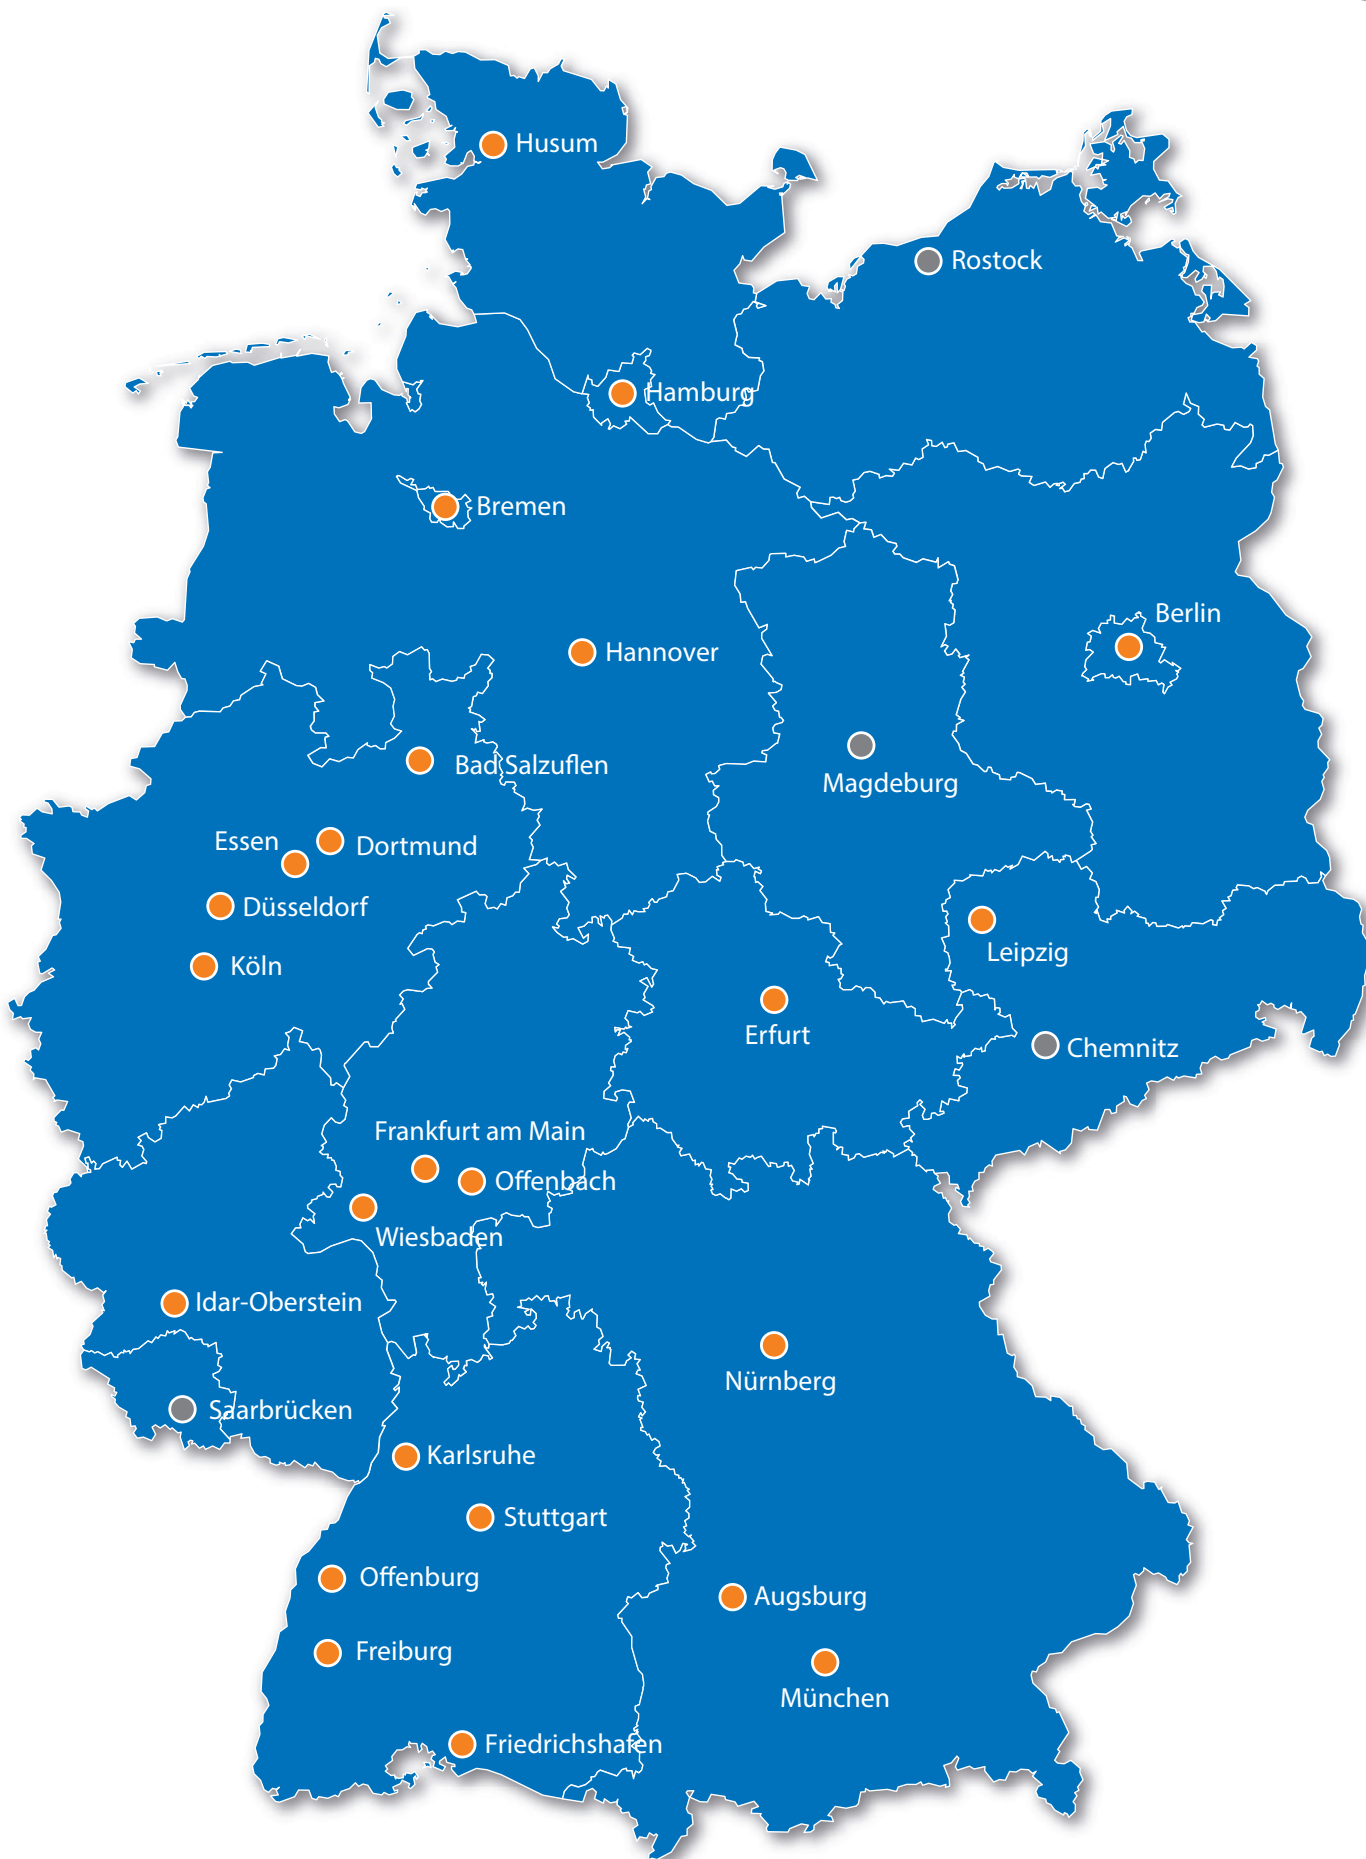 Husum
Rostock
Hamburg
Bremen
Berlin
Hannover
Magdeburg
Bad Salzuflen
Essen
Dortmund
Düsseldorf
Leipzig
Köln
Erfurt
Chemnitz
Frankfurt am Main
Offenbach
Wiesbaden
Idar-Oberstein
Nürnberg
Saarbrücken
Karlsruhe
Stuttgart
Offenburg
Augsburg
Freiburg
München
Friedrichshafen